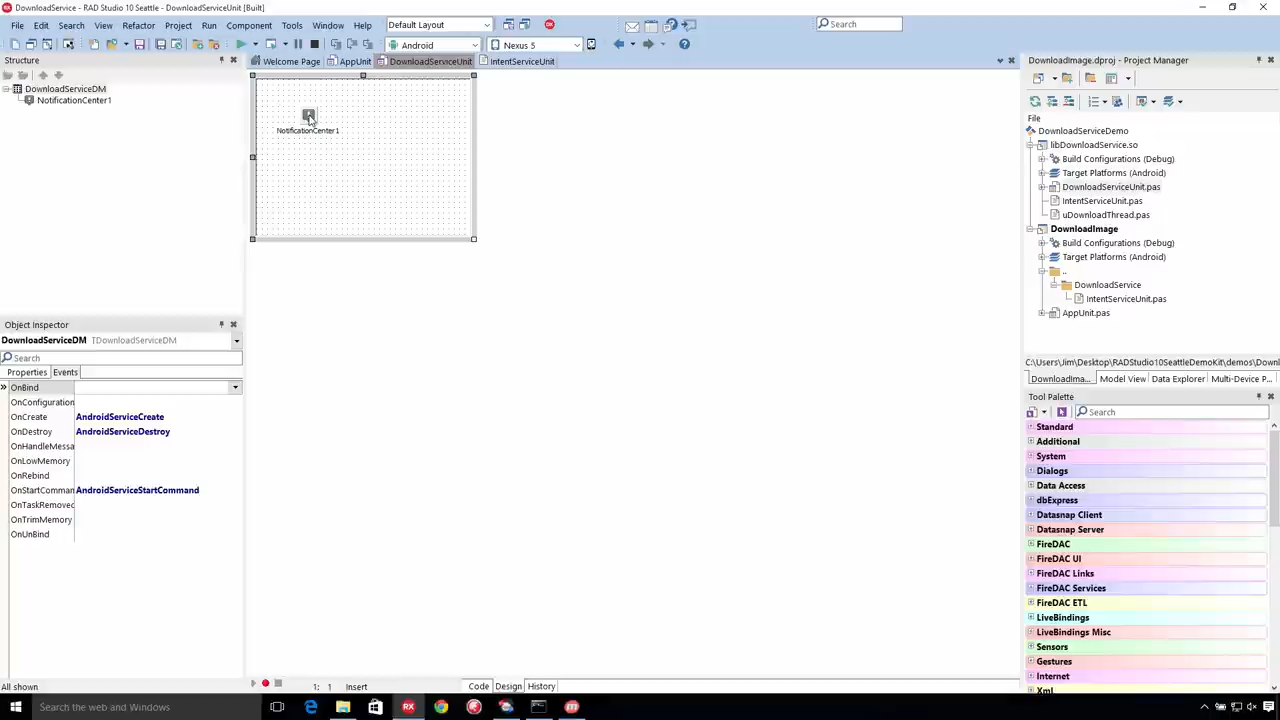 DownloadService - RAD Studio 10 Seattle - DownloadServiceUnit [Built]
File Edit Search View Refactor Project Run Component Tools Window Help
Default Layout
Search
Android
Nexus 5
Structure
Welcome Page AppUnit DownloadServiceUnit IntentServiceUnit
DownloadServiceDM
NotificationCenter1
NotificationCenter1
Object Inspector
DownloadServiceDM TDownloadServiceDM
Search
Properties Events
OnBind
OnConfiguration
OnCreate AndroidServiceCreate
OnDestroy AndroidServiceDestroy
OnHandleMessa
OnLowMemory
OnRebind
OnStartComman AndroidServiceStartCommand
OnTaskRemoved
OnTrimMemory
OnUnBind
All shown
1: 1 Insert
Code Design History
DownloadImage.dproj - Project Manager
File
DownloadServiceDemo
libDownloadService.so
Build Configurations (Debug)
Target Platforms (Android)
DownloadServiceUnit.pas
IntentServiceUnit.pas
uDownloadThread.pas
DownloadImage
Build Configurations (Debug)
Target Platforms (Android)
..
DownloadService
IntentServiceUnit.pas
AppUnit.pas
C:\Users\Jim\Desktop\RADStudio10SeattleDemoKit\demos\Downl
DownloadIma... Model View Data Explorer Multi-Device P...
Tool Palette
Search
Standard
Additional
System
Dialogs
Data Access
dbExpress
Datasnap Client
Datasnap Server
FireDAC
FireDAC UI
FireDAC Links
FireDAC Services
FireDAC ETL
LiveBindings
LiveBindings Misc
Sensors
Gestures
Internet
Xml
Search the web and Windows